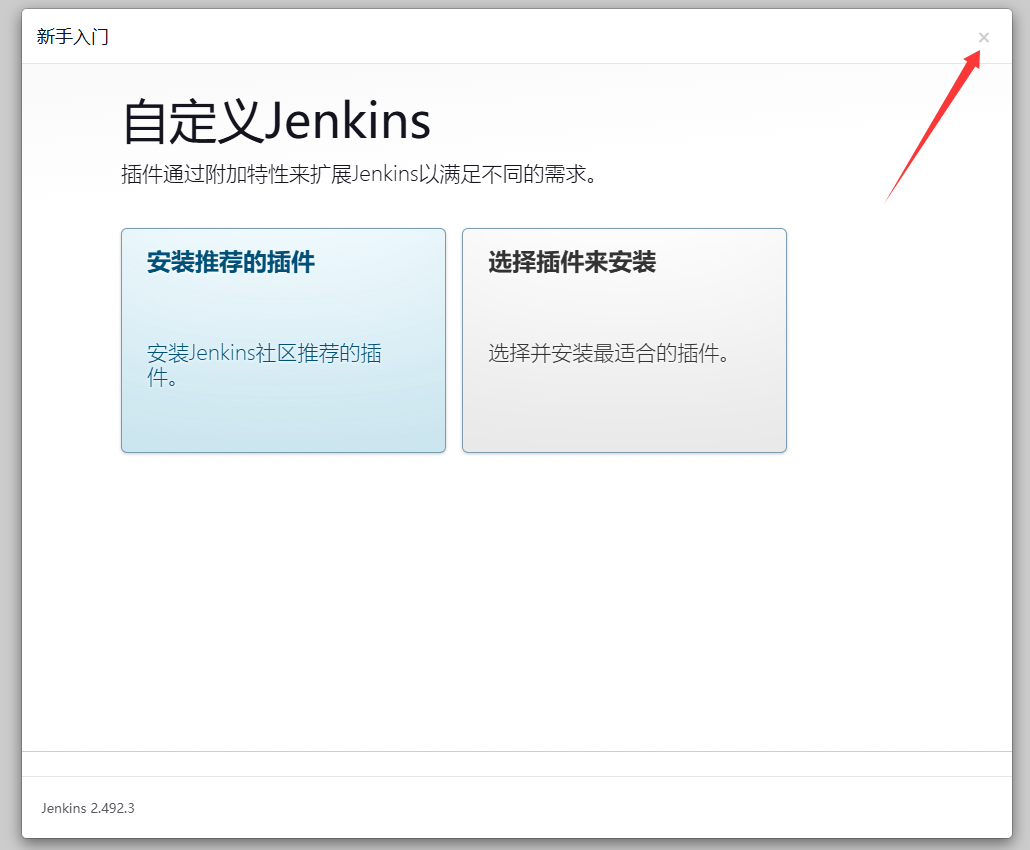 新手入门
×
自定义Jenkins
插件通过附加特性来扩展Jenkins以满足不同的需求。
安装推荐的插件
安装Jenkins社区推荐的插
件。
选择插件来安装
选择并安装最适合的插件。
Jenkins 2.492.3